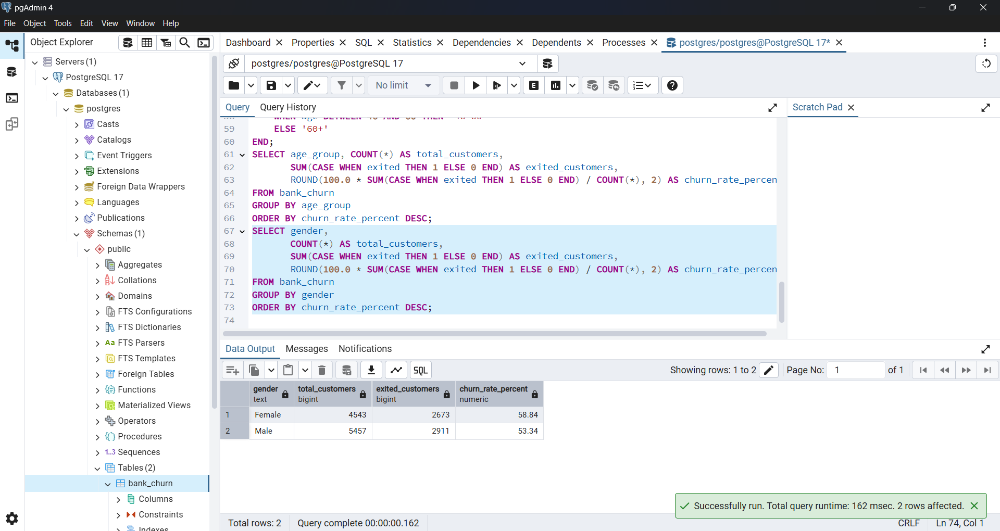 pgAdmin 4
File Object Tools Edit View Window Help
Object Explorer
Dashboard Properties SQL Statistics Dependencies Dependents Processes postgres/postgres@PostgreSQL 17*
Servers (1)
PostgreSQL 17
Databases (1)
postgres
Casts
Catalogs
Event Triggers
Extensions
Foreign Data Wrappers
Languages
Publications
Schemas (1)
public
Aggregates
Collations
Domains
FTS Configurations
FTS Dictionaries
Aa FTS Parsers
FTS Templates
Foreign Tables
Functions
Materialized Views
Operators
Procedures
1..3 Sequences
Tables (2)
bank_churn
Columns
Constraints
Indexes
postgres/postgres@PostgreSQL 17
No limit
E
Query Query History
Scratch Pad
59 ELSE '60+'
60 END;
61 SELECT age_group, COUNT(*) AS total_customers,
62 SUM(CASE WHEN exited THEN 1 ELSE 0 END) AS exited_customers,
63 ROUND(100.0 * SUM(CASE WHEN exited THEN 1 ELSE 0 END) / COUNT(*), 2) AS churn_rate_percen
64 FROM bank_churn
65 GROUP BY age_group
66 ORDER BY churn_rate_percent DESC;
67 SELECT gender,
68 COUNT(*) AS total_customers,
69 SUM(CASE WHEN exited THEN 1 ELSE 0 END) AS exited_customers,
70 ROUND(100.0 * SUM(CASE WHEN exited THEN 1 ELSE 0 END) / COUNT(*), 2) AS churn_rate_percen
71 FROM bank_churn
72 GROUP BY gender
73 ORDER BY churn_rate_percent DESC;
74
Data Output Messages Notifications
SQL
Showing rows: 1 to 2
Page No: 1 of 1
gender text total_customers bigint exited_customers bigint churn_rate_percent numeric
1 Female 4543 2673 58.84
2 Male 5457 2911 53.34
Successfully run. Total query runtime: 162 msec. 2 rows affected.
Total rows: 2 Query complete 00:00:00.162
CRLF Ln 74, Col 1